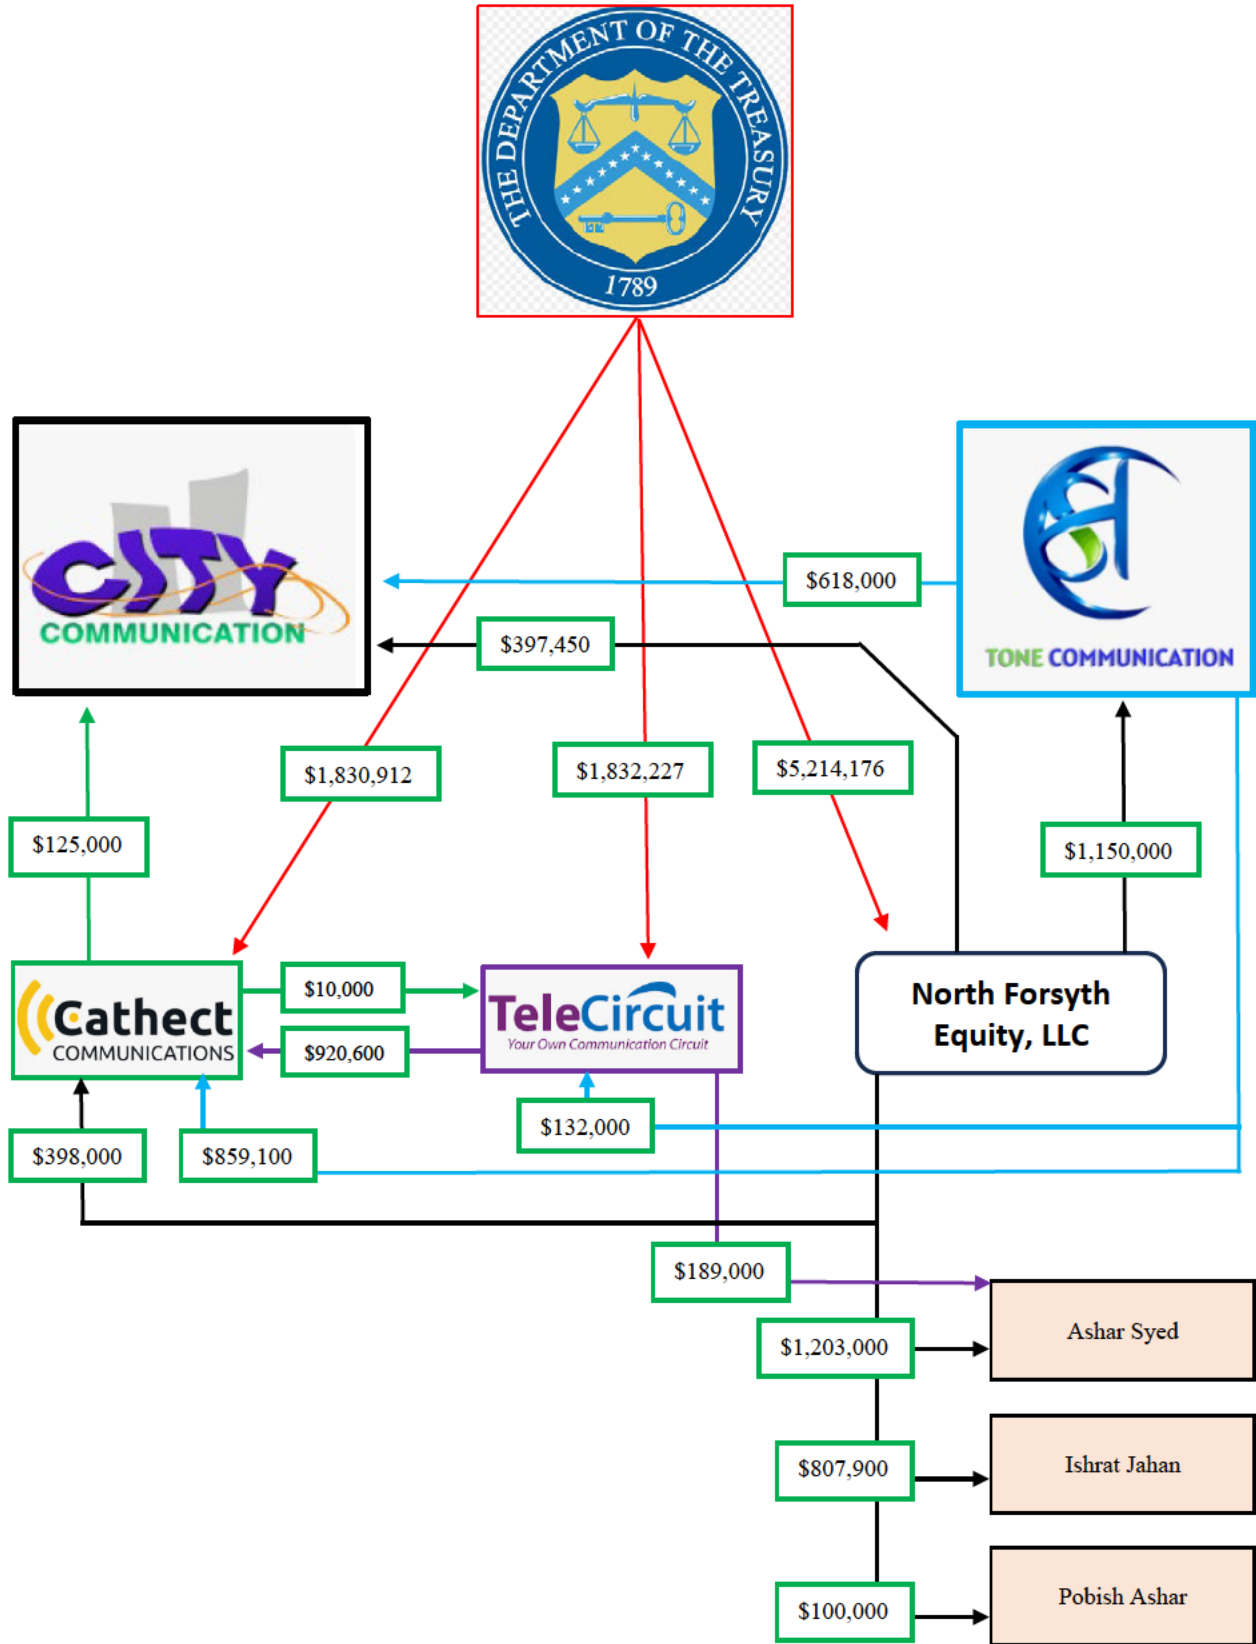 THE DEPARTMENT OF THE TREASURY
1789
CITY
COMMUNICATION
TONE COMMUNICATION
$618,000
$397,450
$1,830,912
$1,832,227
$5,214,176
$125,000
$1,150,000
Cathect
COMMUNICATIONS
$10,000
$920,600
TeleCircuit
Your Own Communication Circuit
North Forsyth
Equity, LLC
$398,000
$859,100
$132,000
$189,000
Ashar Syed
$1,203,000
$807,900
Ishrat Jahan
$100,000
Pobish Ashar